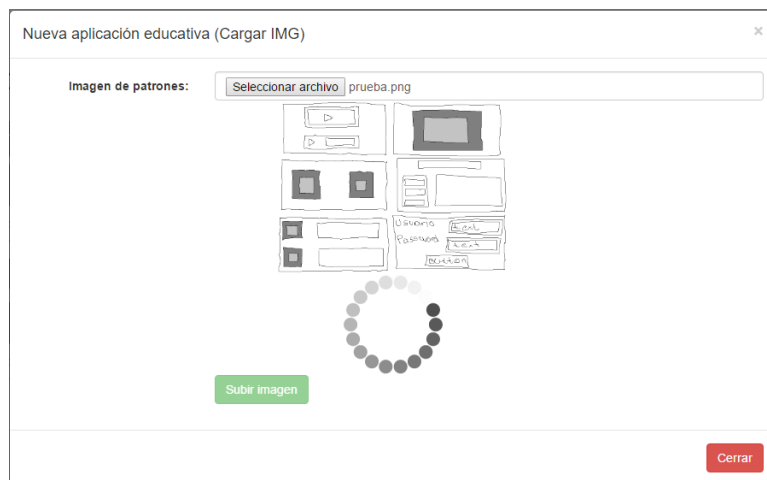 Nueva aplicación educativa (Cargar IMG)
×
Imagen de patrones: Seleccionar archivo prueba.png
Usuario text
Password text
button
Subir imagen
Cerrar